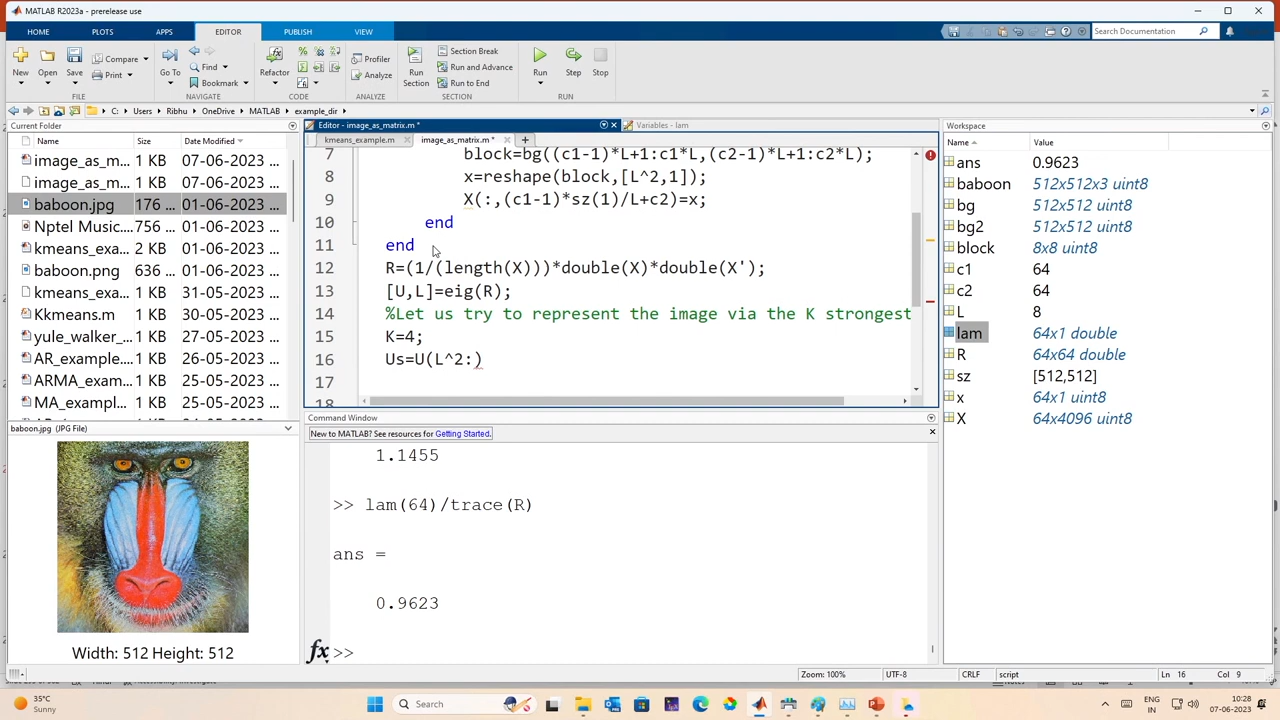 MATLAB R2023a - prerelease use
HOME PLOTS APPS EDITOR PUBLISH VIEW
Search Documentation
New Open Save Compare Print Go To Find Bookmark Refactor Profiler Analyze Run Section Section Break Run and Advance Run to End Run Step Stop
FILE NAVIGATE CODE ANALYZE SECTION RUN
C: Users Ribhu OneDrive MATLAB example_dir
Current Folder
Name Size Date Modified
image_as_m... 1 KB 07-06-2023 ...
image_as_m... 1 KB 07-06-2023 ...
baboon.jpg 176 ... 01-06-2023 ...
Nptel Music... 756 ... 01-06-2023 ...
kmeans_exa... 2 KB 01-06-2023 ...
baboon.png 636 ... 01-06-2023 ...
kmeans_exa... 1 KB 01-06-2023 ...
Kkmeans.m 1 KB 30-05-2023 ...
yule_walker_... 1 KB 30-05-2023 ...
AR_example... 1 KB 26-05-2023 ...
ARMA_exam... 1 KB 25-05-2023 ...
MA_exampl... 1 KB 25-05-2023 ...
baboon.jpg (JPG File)
Width: 512 Height: 512
Editor - image_as_matrix.m * Variables - lam
kmeans_example.m image_as_matrix.m *
7 block=bg((c1-1)*L+1:c1*L,(c2-1)*L+1:c2*L);
8 x=reshape(block,[L^2,1]);
9 X(:,(c1-1)*sz(1)/L+c2)=x;
10 end
11 end
12 R=(1/(length(X)))*double(X)*double(X');
13 [U,L]=eig(R);
14 %Let us try to represent the image via the K strongest
15 K=4;
16 Us=U(L^2:)
17
18
Command Window
New to MATLAB? See resources for Getting Started.
1.1455
>> lam(64)/trace(R)
ans =
0.9623
fx >>
Workspace
Name Value
ans 0.9623
baboon 512x512x3 uint8
bg 512x512 uint8
bg2 512x512 uint8
block 8x8 uint8
c1 64
c2 64
L 8
lam 64x1 double
R 64x64 double
sz [512,512]
x 64x1 uint8
X 64x4096 uint8
Zoom: 100% UTF-8 CRLF script Ln 16 Col 9
35°C
Sunny
Search
ENG
IN
10:28
07-06-2023